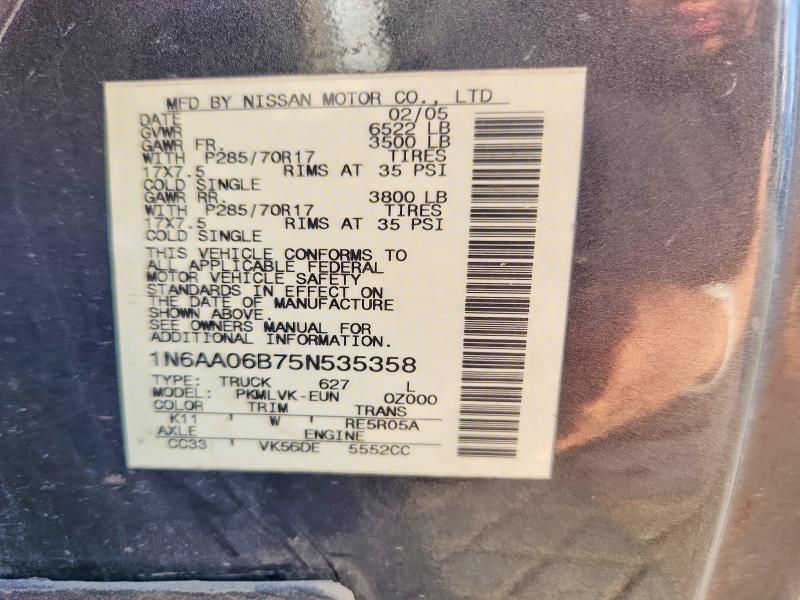 MFD BY NISSAN MOTOR CO., LTD
DATE 02/05
GVWR 6522 LB
GAWR FR. 3500 LB
WITH P285/70R17 TIRES
17X7.5 RIMS AT 35 PSI
COLD SINGLE
GAWR RR. 3800 LB
WITH P285/70R17 TIRES
17X7.5 RIMS AT 35 PSI
COLD SINGLE
THIS VEHICLE CONFORMS TO
ALL APPLICABLE FEDERAL
MOTOR VEHICLE SAFETY
STANDARDS IN EFFECT ON
THE DATE OF MANUFACTURE
SHOWN ABOVE.
SEE OWNERS MANUAL FOR
ADDITIONAL INFORMATION.
1N6AA06B75N535358
TYPE: TRUCK 627 L
MODEL: PKMLVK-EUN 0Z000
COLOR TRIM TRANS
K11 W RE5R05A
AXLE ENGINE
CC33 VK56DE 5552CC